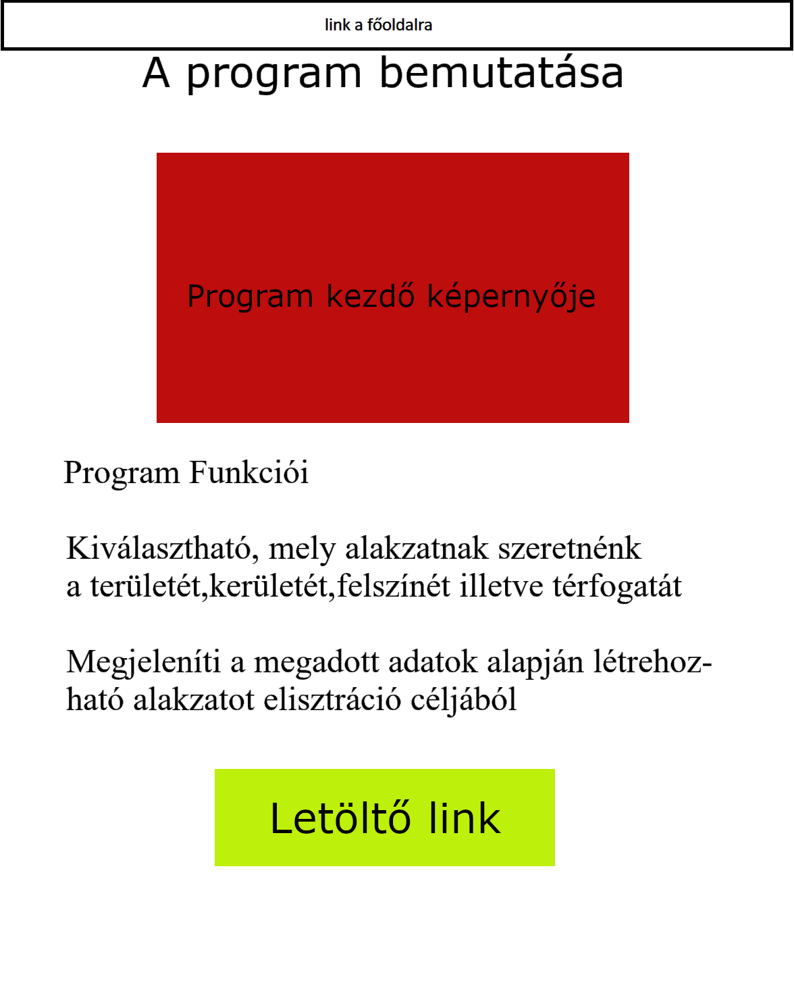 link a főoldalra
A program bemutatása
Program kezdő képernyője
Program Funkciói
Kiválasztható, mely alakzatnak szeretnénk
a területét,kerületét,felszínét illetve térfogatát
Megjeleníti a megadott adatok alapján létrehoz-
ható alakzatot elisztráció céljából
Letöltő link